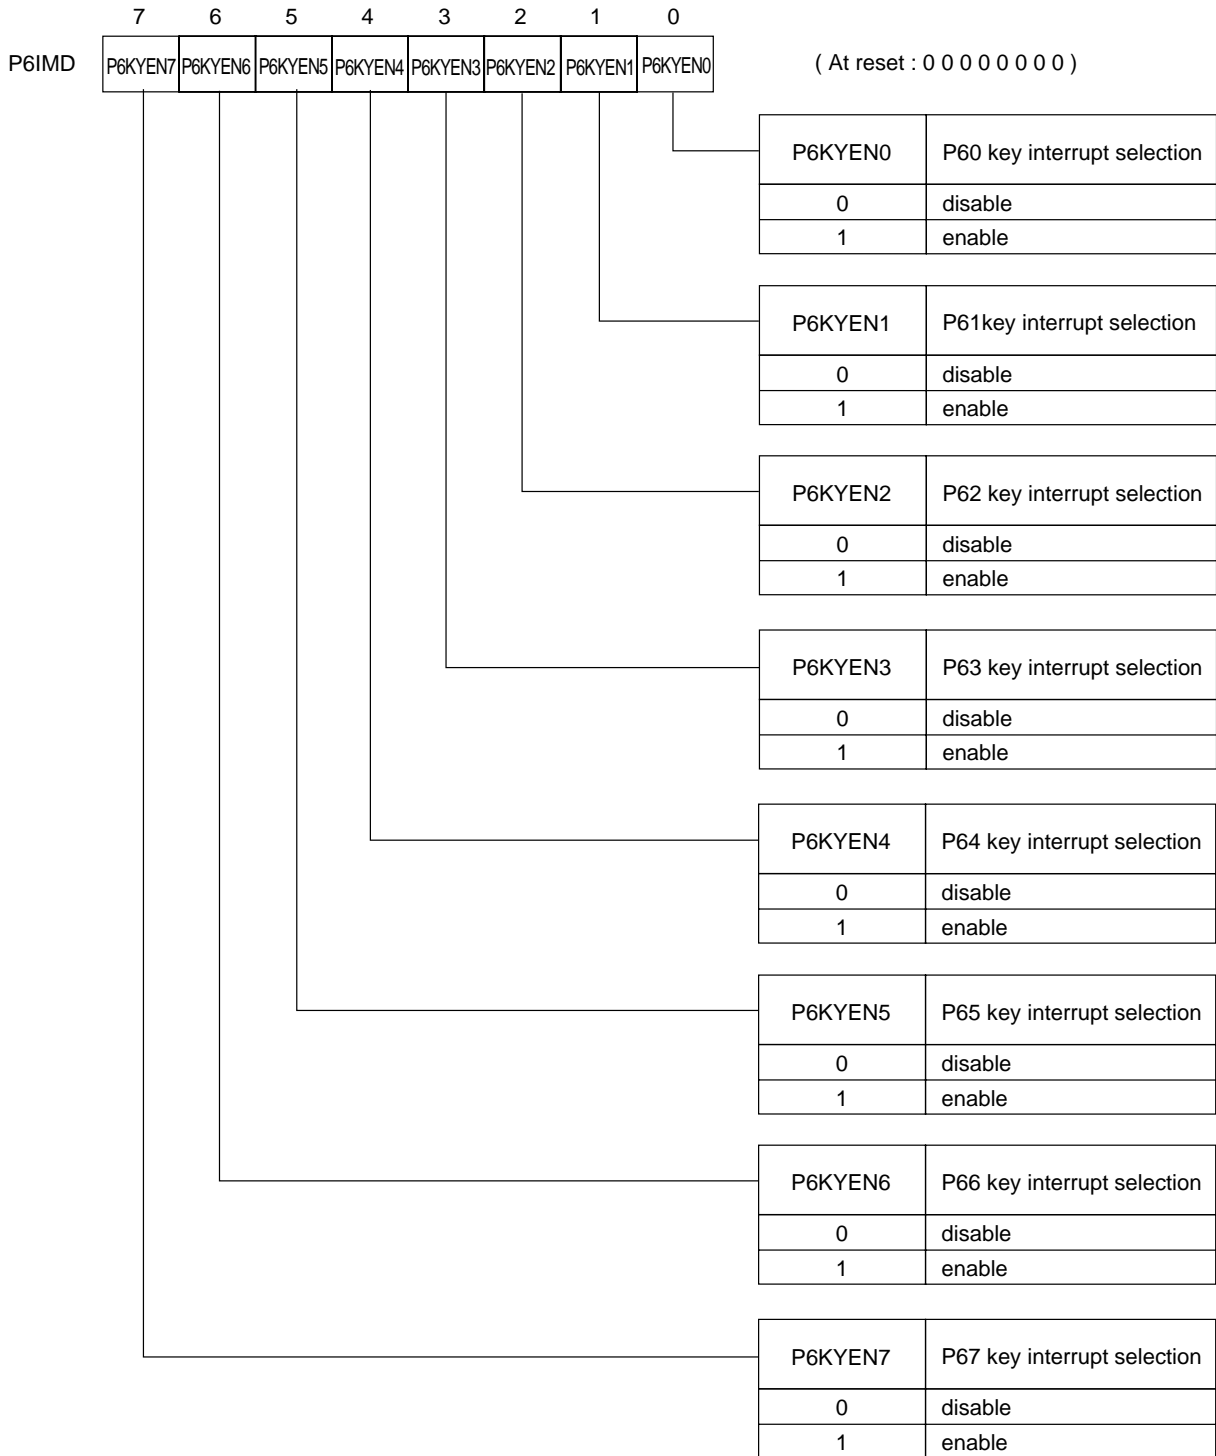 7 6 5 4 3 2 1 0
P6IMD P6KYEN7 P6KYEN6 P6KYEN5 P6KYEN4 P6KYEN3 P6KYEN2 P6KYEN1 P6KYEN0 ( At reset : 0 0 0 0 0 0 0 0 )
P6KYEN0 P60 key interrupt selection
0 disable
1 enable
P6KYEN1 P61key interrupt selection
0 disable
1 enable
P6KYEN2 P62 key interrupt selection
0 disable
1 enable
P6KYEN3 P63 key interrupt selection
0 disable
1 enable
P6KYEN4 P64 key interrupt selection
0 disable
1 enable
P6KYEN5 P65 key interrupt selection
0 disable
1 enable
P6KYEN6 P66 key interrupt selection
0 disable
1 enable
P6KYEN7 P67 key interrupt selection
0 disable
1 enable